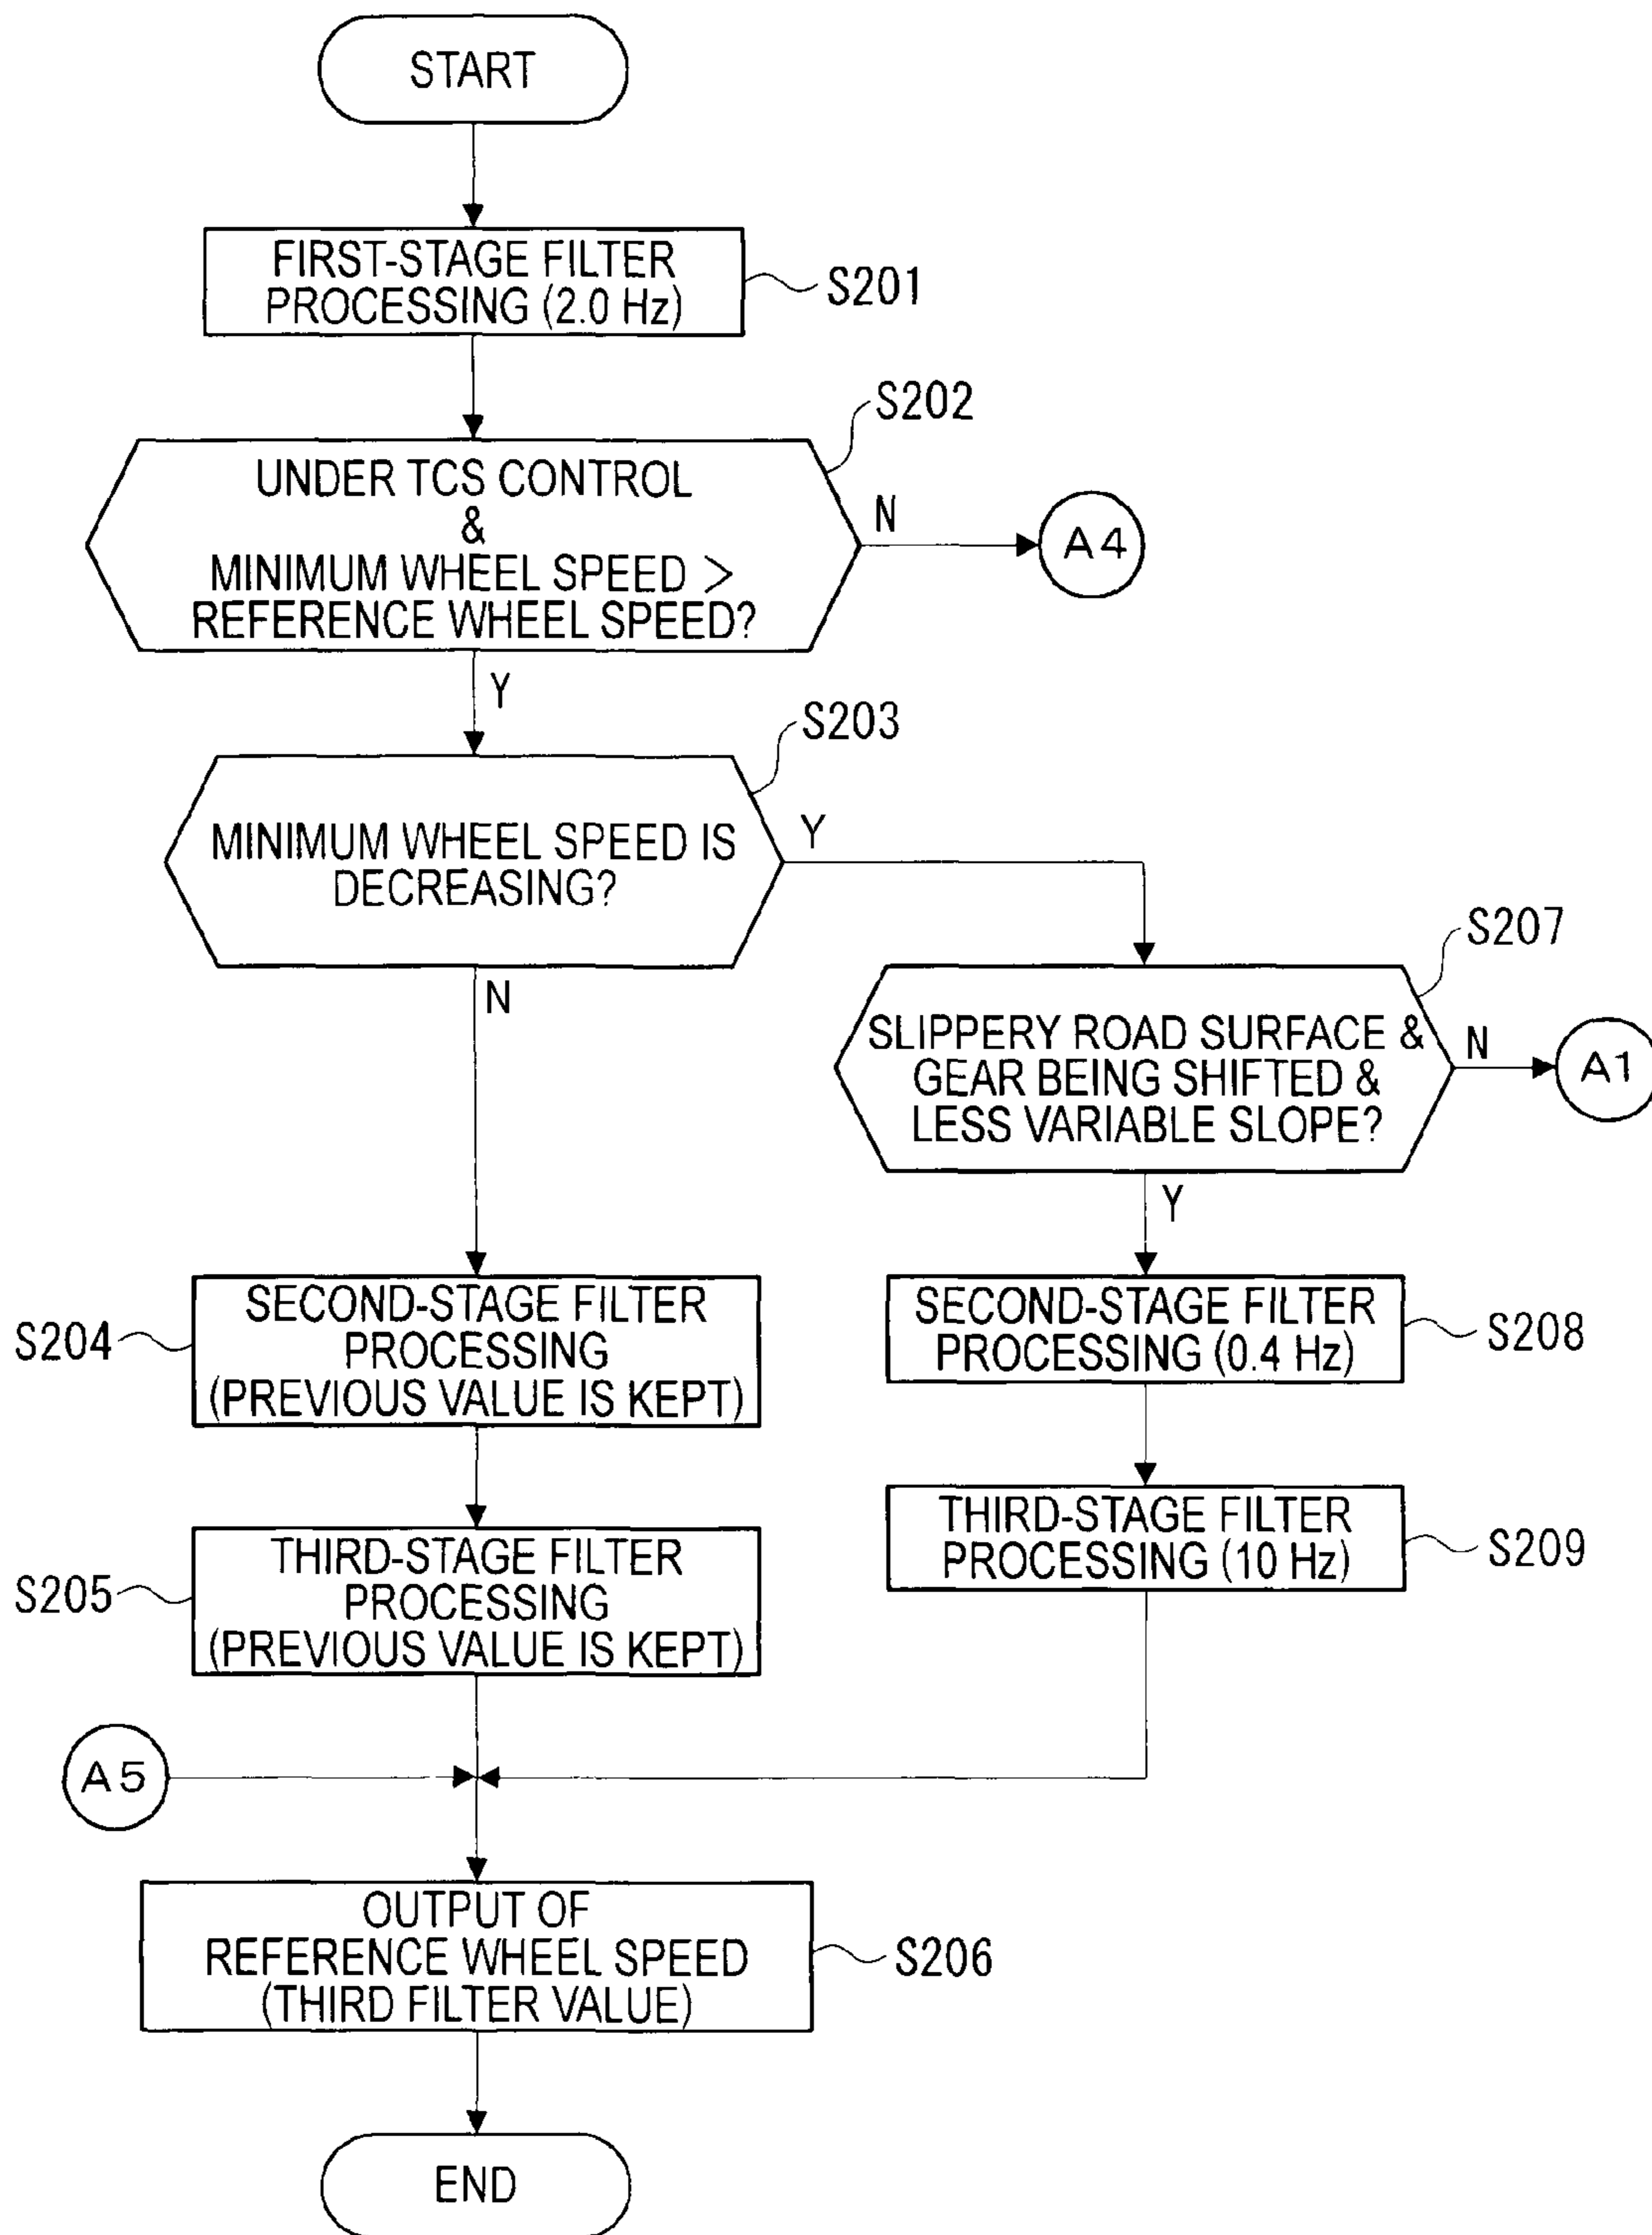 START
FIRST-STAGE FILTER
PROCESSING (2.0 Hz)
S201
S202
UNDER TCS CONTROL
&
MINIMUM WHEEL SPEED >
REFERENCE WHEEL SPEED?
N
A4
Y
S203
MINIMUM WHEEL SPEED IS
DECREASING?
Y
N
S207
SLIPPERY ROAD SURFACE &
GEAR BEING SHIFTED &
LESS VARIABLE SLOPE?
N
A1
Y
S204
SECOND-STAGE FILTER
PROCESSING
(PREVIOUS VALUE IS KEPT)
SECOND-STAGE FILTER
PROCESSING (0.4 Hz)
S208
S205
THIRD-STAGE FILTER
PROCESSING
(PREVIOUS VALUE IS KEPT)
THIRD-STAGE FILTER
PROCESSING (10 Hz)
S209
A5
OUTPUT OF
REFERENCE WHEEL SPEED
(THIRD FILTER VALUE)
S206
END